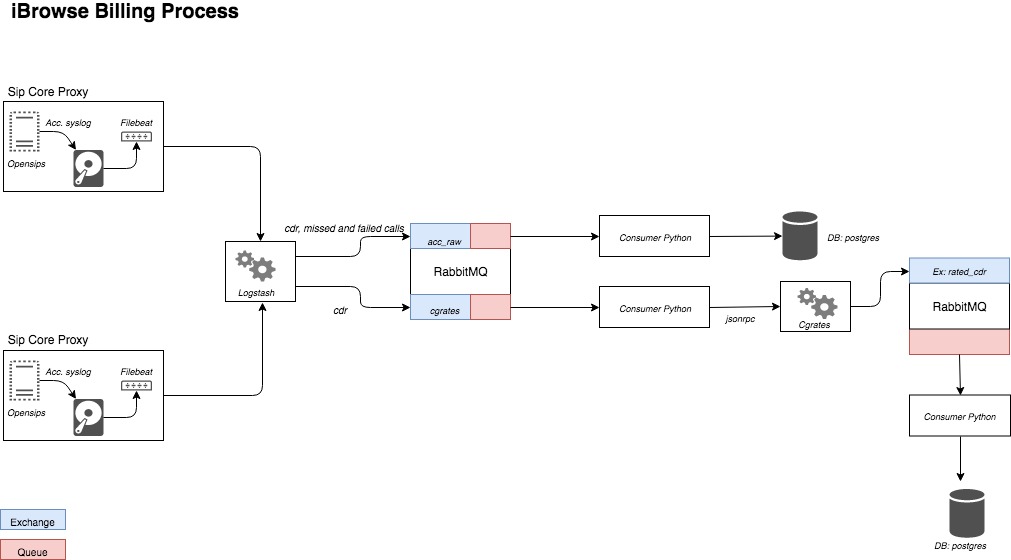 iBrowse Billing Process
Sip Core Proxy
Acc. syslog
Filebeat
Opensips
cdr, missed and failed calls
acc_raw
RabbitMQ
cgrates
cdr
Logstash
Consumer Python
DB: postgres
Consumer Python
jsonrpc
Cgrates
Ex: rated_cdr
RabbitMQ
Consumer Python
DB: postgres
Sip Core Proxy
Acc. syslog
Filebeat
Opensips
Exchange
Queue